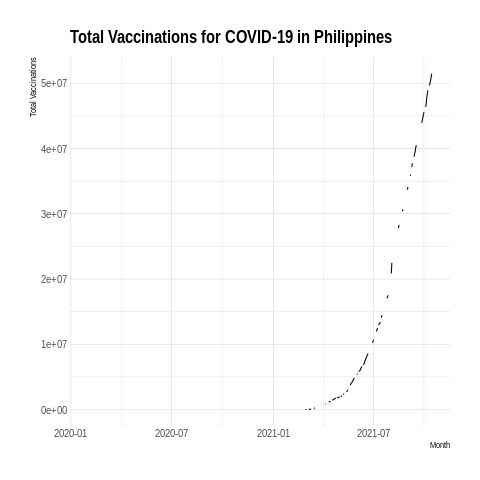 Total Vaccinations for COVID-19 in Philippines
Total Vaccinations
5e+07
4e+07
3e+07
2e+07
1e+07
0e+00
2020-01 2020-07 2021-01 2021-07
Month